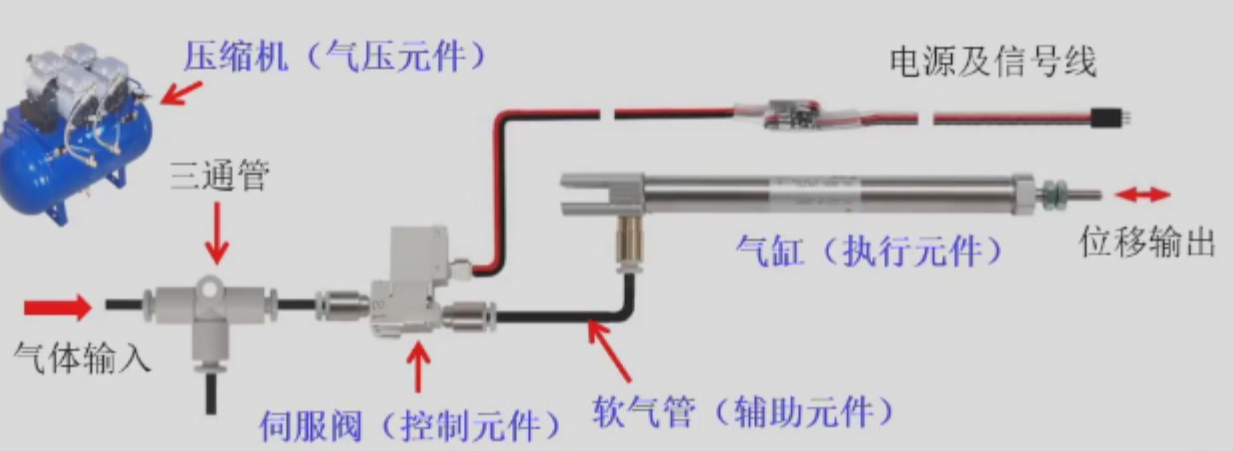 压缩机（气压元件）
电源及信号线
三通管
气缸（执行元件）
位移输出
气体输入
伺服阀（控制元件）
软气管（辅助元件）